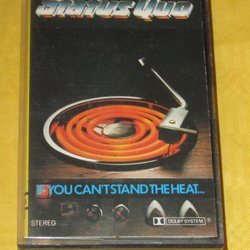 Status Quo
IF YOU CAN'T STAND THE HEAT...
STEREO
DOLBY SYSTEM